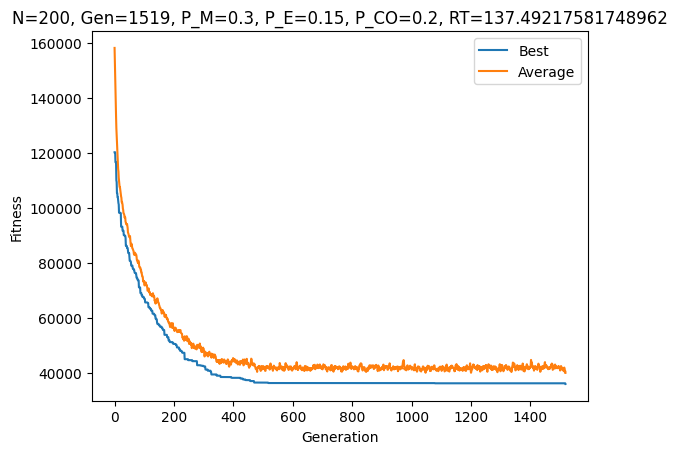 N=200, Gen=1519, P_M=0.3, P_E=0.15, P_CO=0.2, RT=137.49217581748962
Best
Average
160000
140000
120000
100000
80000
60000
40000
Fitness
0 200 400 600 800 1000 1200 1400
Generation